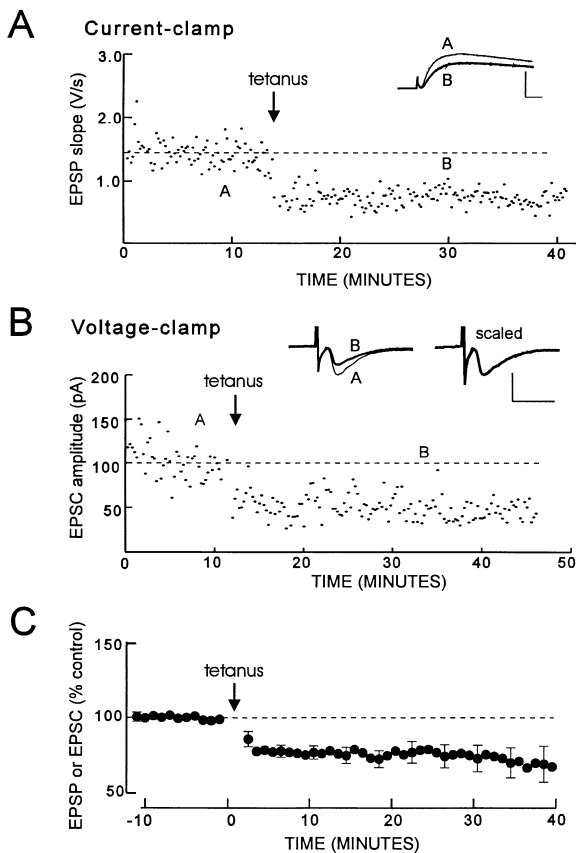 A
Current-clamp
3.0
EPSP slope (V/s)
1.0
tetanus
A
B
A
B
0
10
20
30
40
TIME (MINUTES)
B
Voltage-clamp
200
150
100
50
EPSC amplitude (pA)
tetanus
A
B
B
A
scaled
0
10
20
30
40
50
TIME (MINUTES)
C
150
100
50
EPSP or EPSC (% control)
tetanus
-10
0
10
20
30
40
TIME (MINUTES)